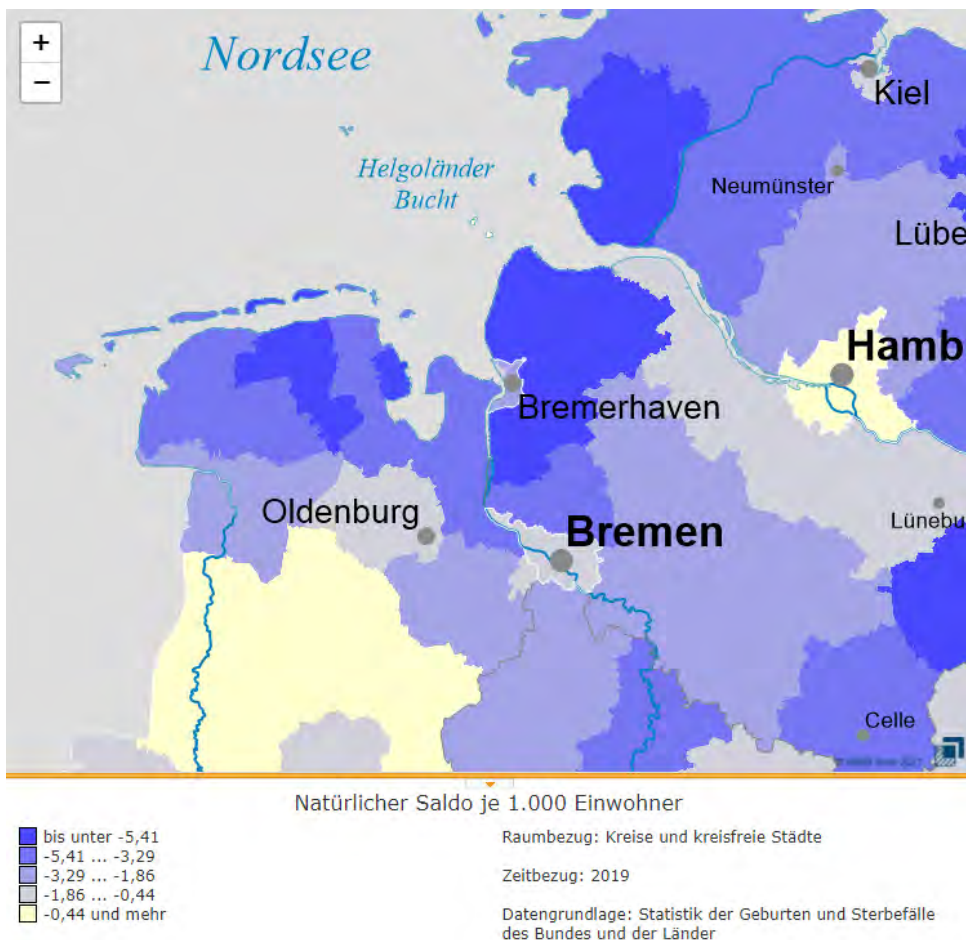 +
−
Nordsee
Helgoländer
Bucht
Kiel
Neumünster
Lübe
Hamb
Bremerhaven
Oldenburg
Bremen
Lünebu
Celle
Natürlicher Saldo je 1.000 Einwohner
bis unter -5,41
-5,41 ... -3,29
-3,29 ... -1,86
-1,86 ... -0,44
-0,44 und mehr
Raumbezug: Kreise und kreisfreie Städte
Zeitbezug: 2019
Datengrundlage: Statistik der Geburten und Sterbefälle
des Bundes und der Länder